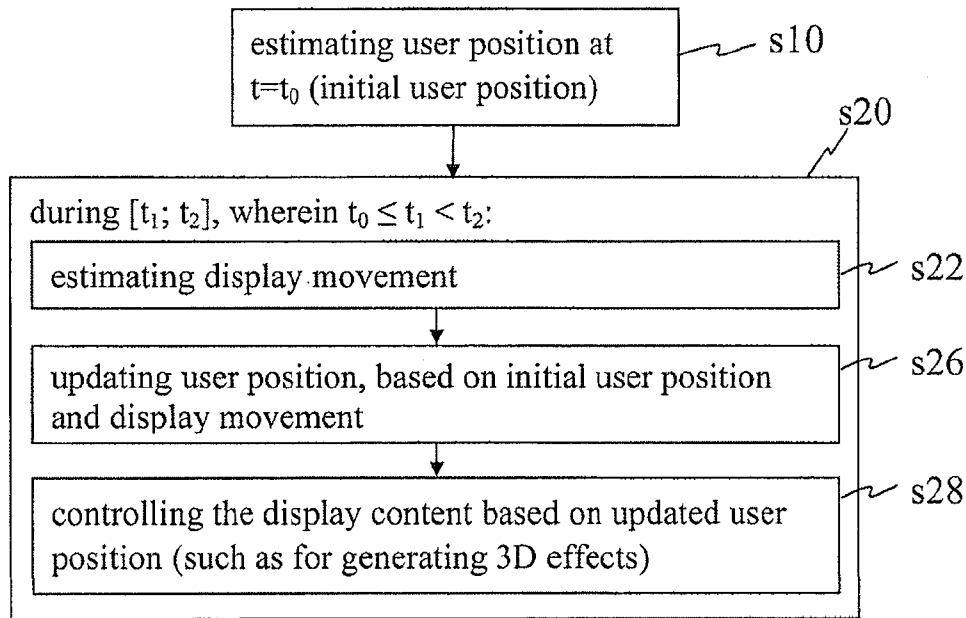 estimating user position at
t=t₀ (initial user position)
s10
s20
during [t₁; t₂], wherein t₀ ≤ t₁ < t₂:
estimating display movement
s22
updating user position, based on initial user position
and display movement
s26
controlling the display content based on updated user
position (such as for generating 3D effects)
s28